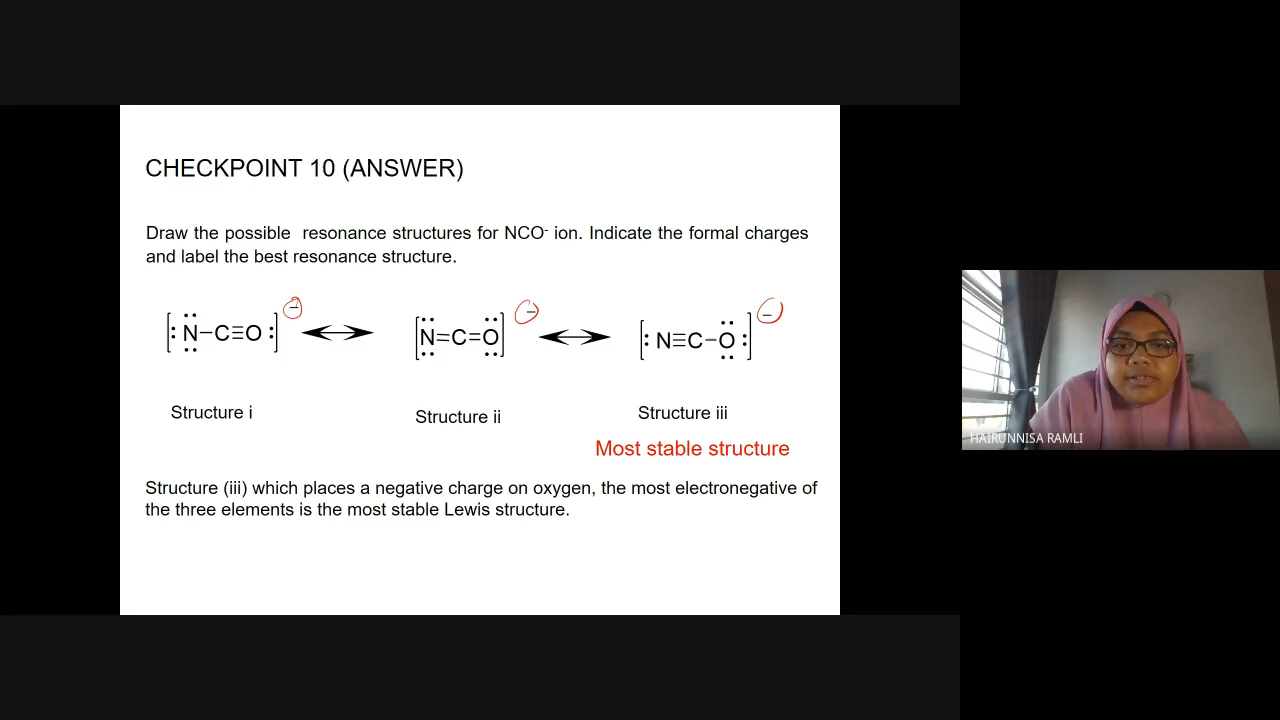 CHECKPOINT 10 (ANSWER)
Draw the possible resonance structures for NCO⁻ ion. Indicate the formal charges
and label the best resonance structure.
[:N̈–C≡O:]⁻ ↔ [N̈=C=Ö]⁻ ↔ [:N≡C–Ö:]⁻
Structure i Structure ii Structure iii
Most stable structure
Structure (iii) which places a negative charge on oxygen, the most electronegative of
the three elements is the most stable Lewis structure.
HAIRUNNISA RAMLI